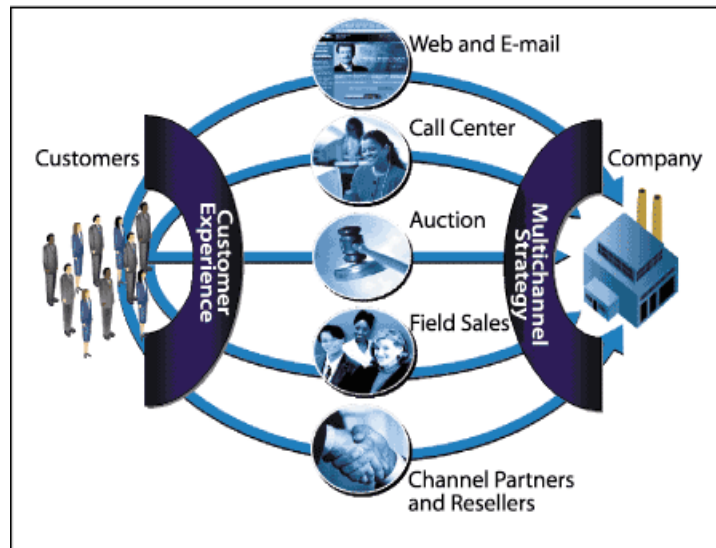 Web and E-mail
Customers
Call Center
Company
Customer
Experience
Auction
Multichannel
Strategy
Field Sales
Channel Partners
and Resellers